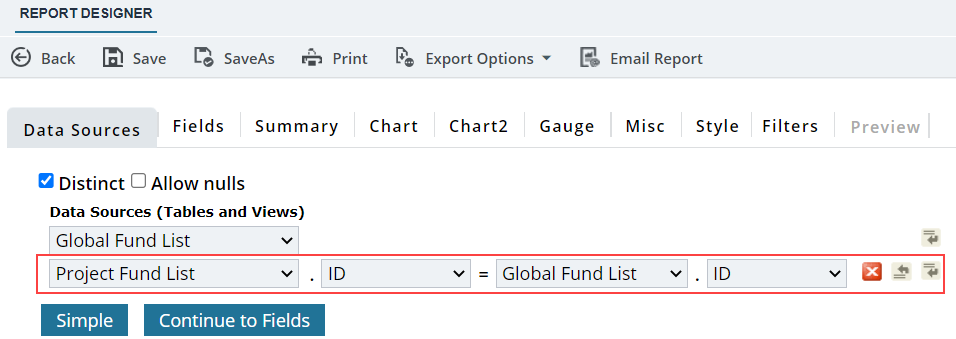 REPORT DESIGNER
Back Save SaveAs Print Export Options Email Report
Data Sources Fields Summary Chart Chart2 Gauge Misc Style Filters Preview
Distinct Allow nulls
Data Sources (Tables and Views)
Global Fund List
Project Fund List . ID = Global Fund List . ID
Simple Continue to Fields